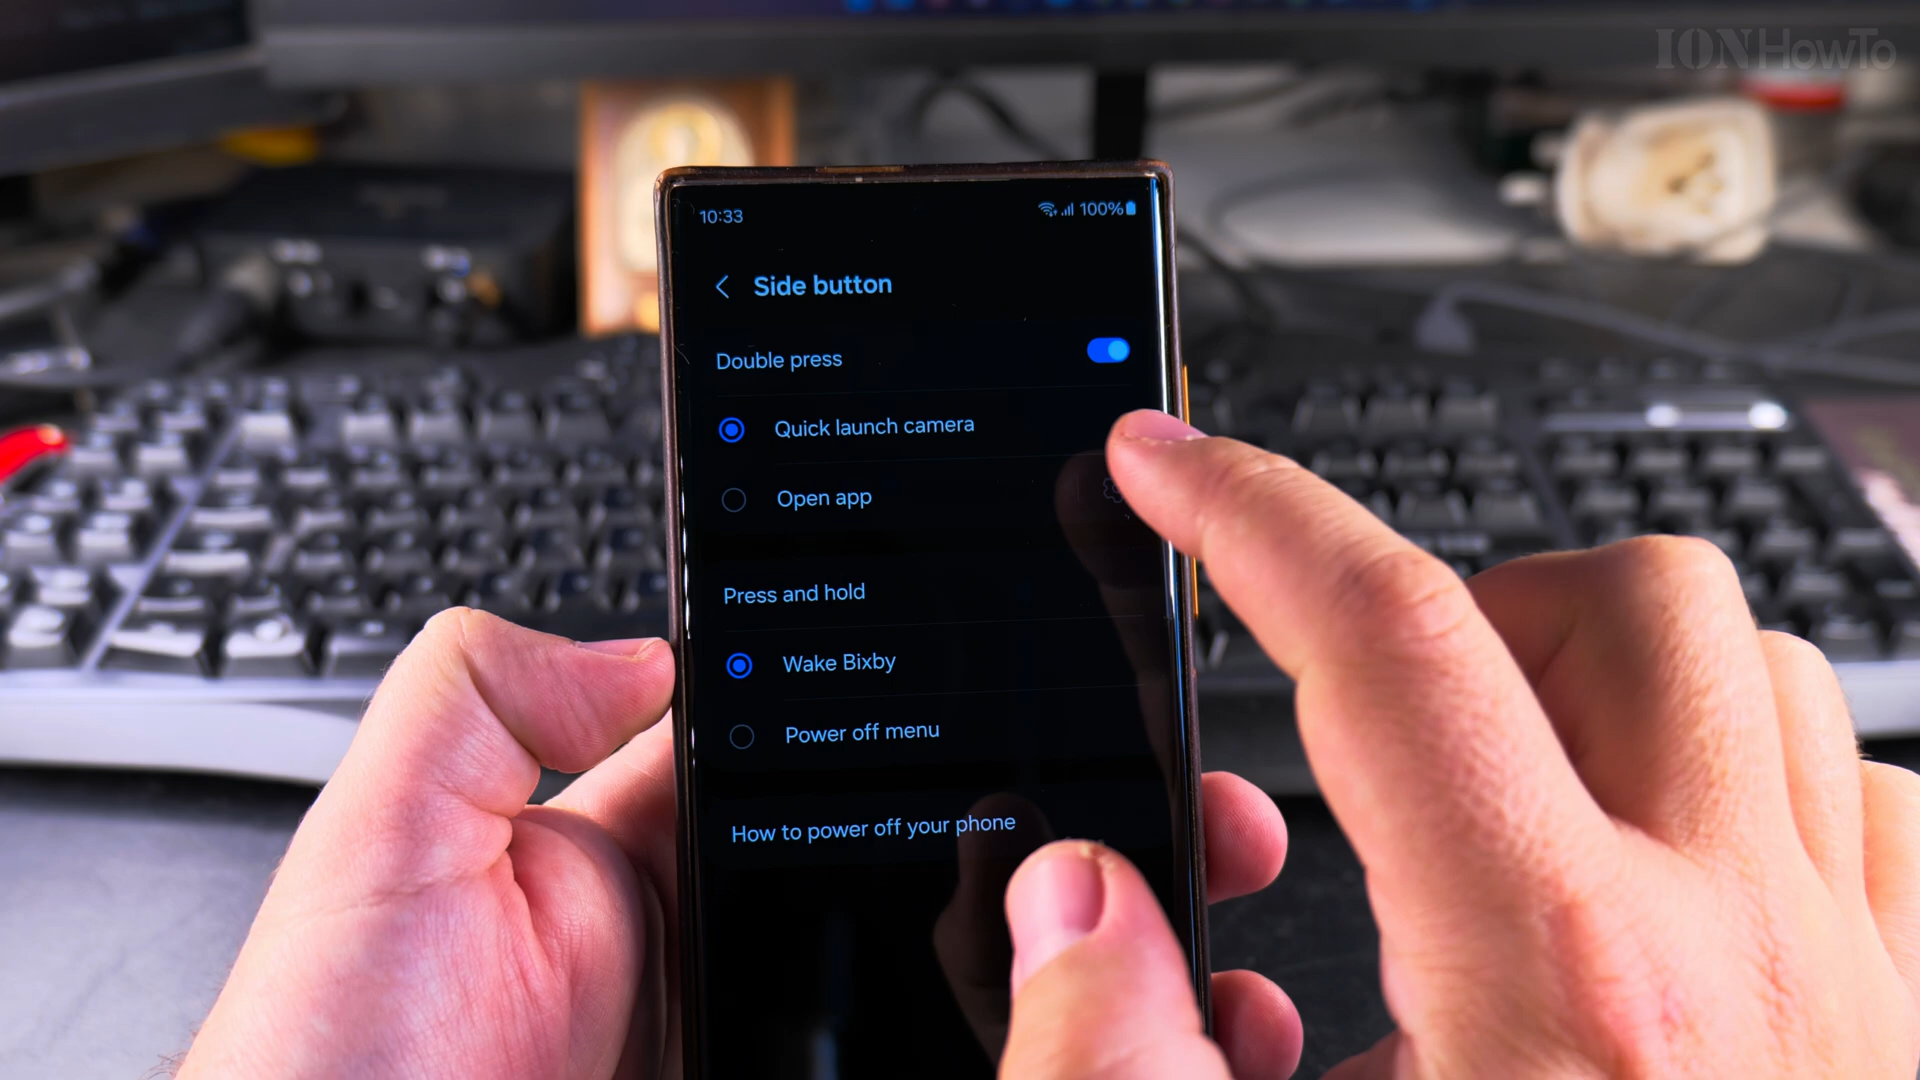 IONHowTo
10:33
100%
Side button
Double press
Quick launch camera
Open app
Press and hold
Wake Bixby
Power off menu
How to power off your phone